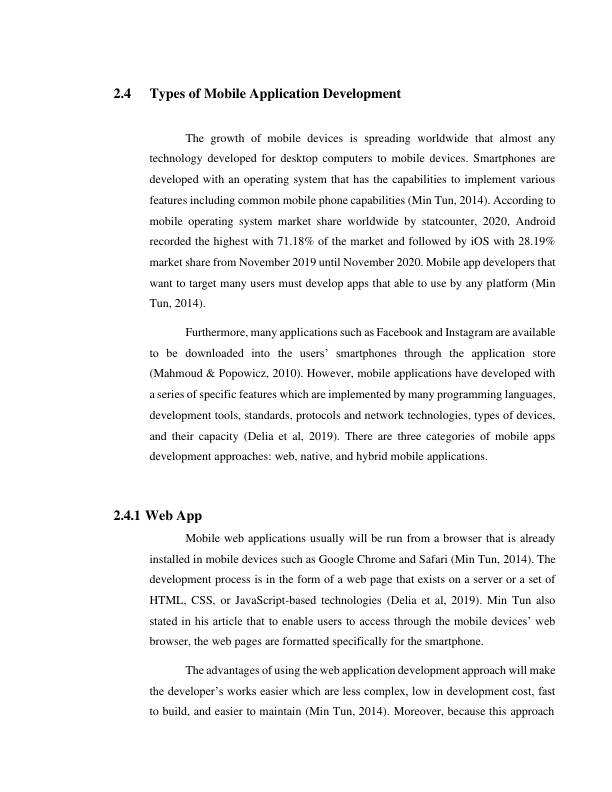 2.4 Types of Mobile Application Development
The growth of mobile devices is spreading worldwide that almost any
technology developed for desktop computers to mobile devices. Smartphones are
developed with an operating system that has the capabilities to implement various
features including common mobile phone capabilities (Min Tun, 2014). According to
mobile operating system market share worldwide by statcounter, 2020, Android
recorded the highest with 71.18% of the market and followed by iOS with 28.19%
market share from November 2019 until November 2020. Mobile app developers that
want to target many users must develop apps that able to use by any platform (Min
Tun, 2014).
Furthermore, many applications such as Facebook and Instagram are available
to be downloaded into the users’ smartphones through the application store
(Mahmoud & Popowicz, 2010). However, mobile applications have developed with
a series of specific features which are implemented by many programming languages,
development tools, standards, protocols and network technologies, types of devices,
and their capacity (Delia et al, 2019). There are three categories of mobile apps
development approaches: web, native, and hybrid mobile applications.
2.4.1 Web App
Mobile web applications usually will be run from a browser that is already
installed in mobile devices such as Google Chrome and Safari (Min Tun, 2014). The
development process is in the form of a web page that exists on a server or a set of
HTML, CSS, or JavaScript-based technologies (Delia et al, 2019). Min Tun also
stated in his article that to enable users to access through the mobile devices’ web
browser, the web pages are formatted specifically for the smartphone.
The advantages of using the web application development approach will make
the developer’s works easier which are less complex, low in development cost, fast
to build, and easier to maintain (Min Tun, 2014). Moreover, because this approach